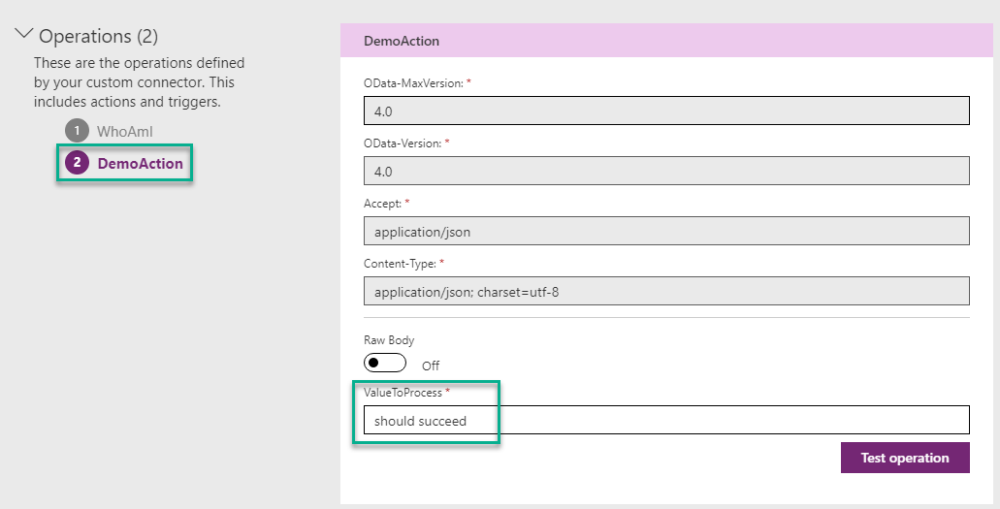 Operations (2)
These are the operations defined
by your custom connector. This
includes actions and triggers.
1 WhoAmI
2 DemoAction
DemoAction
OData-MaxVersion: *
4.0
OData-Version: *
4.0
Accept: *
application/json
Content-Type: *
application/json; charset=utf-8
Raw Body
Off
ValueToProcess *
should succeed
Test operation